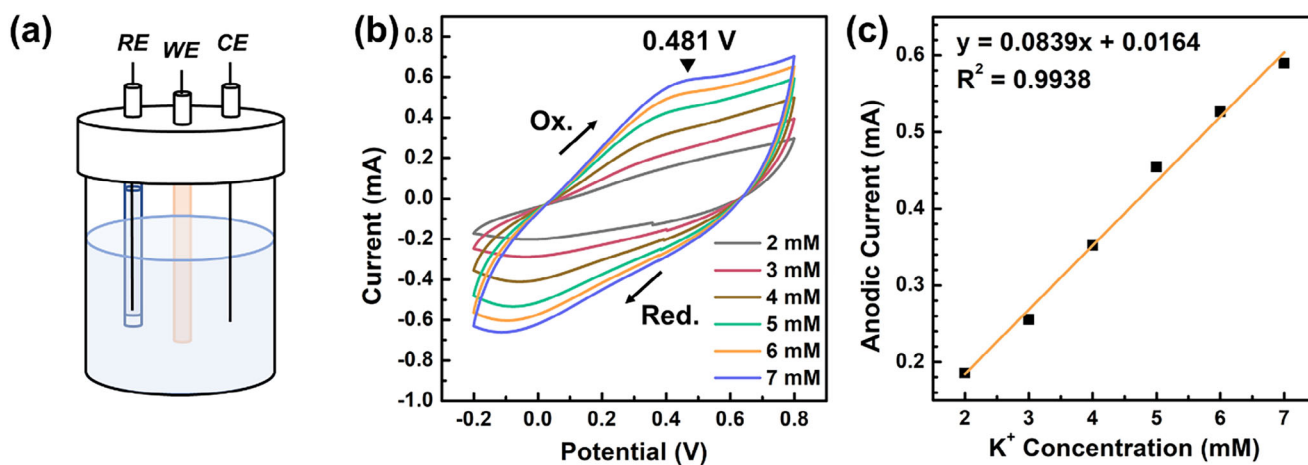 (a)
RE
WE
CE
(b)
0.481 V
Ox.
Red.
2 mM
3 mM
4 mM
5 mM
6 mM
7 mM
0.8
0.6
0.4
0.2
0.0
-0.2
-0.4
-0.6
-0.8
-1.0
Current (mA)
-0.2 0.0 0.2 0.4 0.6 0.8
Potential (V)
(c)
y = 0.0839x + 0.0164
R² = 0.9938
0.6
0.5
0.4
0.3
0.2
Anodic Current (mA)
2 3 4 5 6 7
K⁺ Concentration (mM)